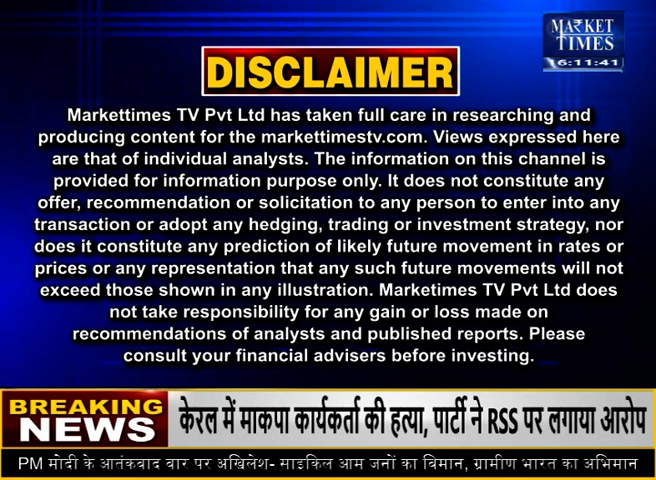 MARKET
TIMES
16:11:41
DISCLAIMER
Markettimes TV Pvt Ltd has taken full care in researching and
producing content for the markettimestv.com. Views expressed here
are that of individual analysts. The information on this channel is
provided for information purpose only. It does not constitute any
offer, recommendation or solicitation to any person to enter into any
transaction or adopt any hedging, trading or investment strategy, nor
does it constitute any prediction of likely future movement in rates or
prices or any representation that any such future movements will not
exceed those shown in any illustration. Marketimes TV Pvt Ltd does
not take responsibility for any gain or loss made on
recommendations of analysts and published reports. Please
consult your financial advisers before investing.
BREAKING
NEWS
केरल में माकपा कार्यकर्ता की हत्या, पार्टी ने RSS पर लगाया आरोप
PM मोदी के आतंकवाद वार पर अखिलेश- साइकिल आम जनों का विमान, ग्रामीण भारत का अभिमान